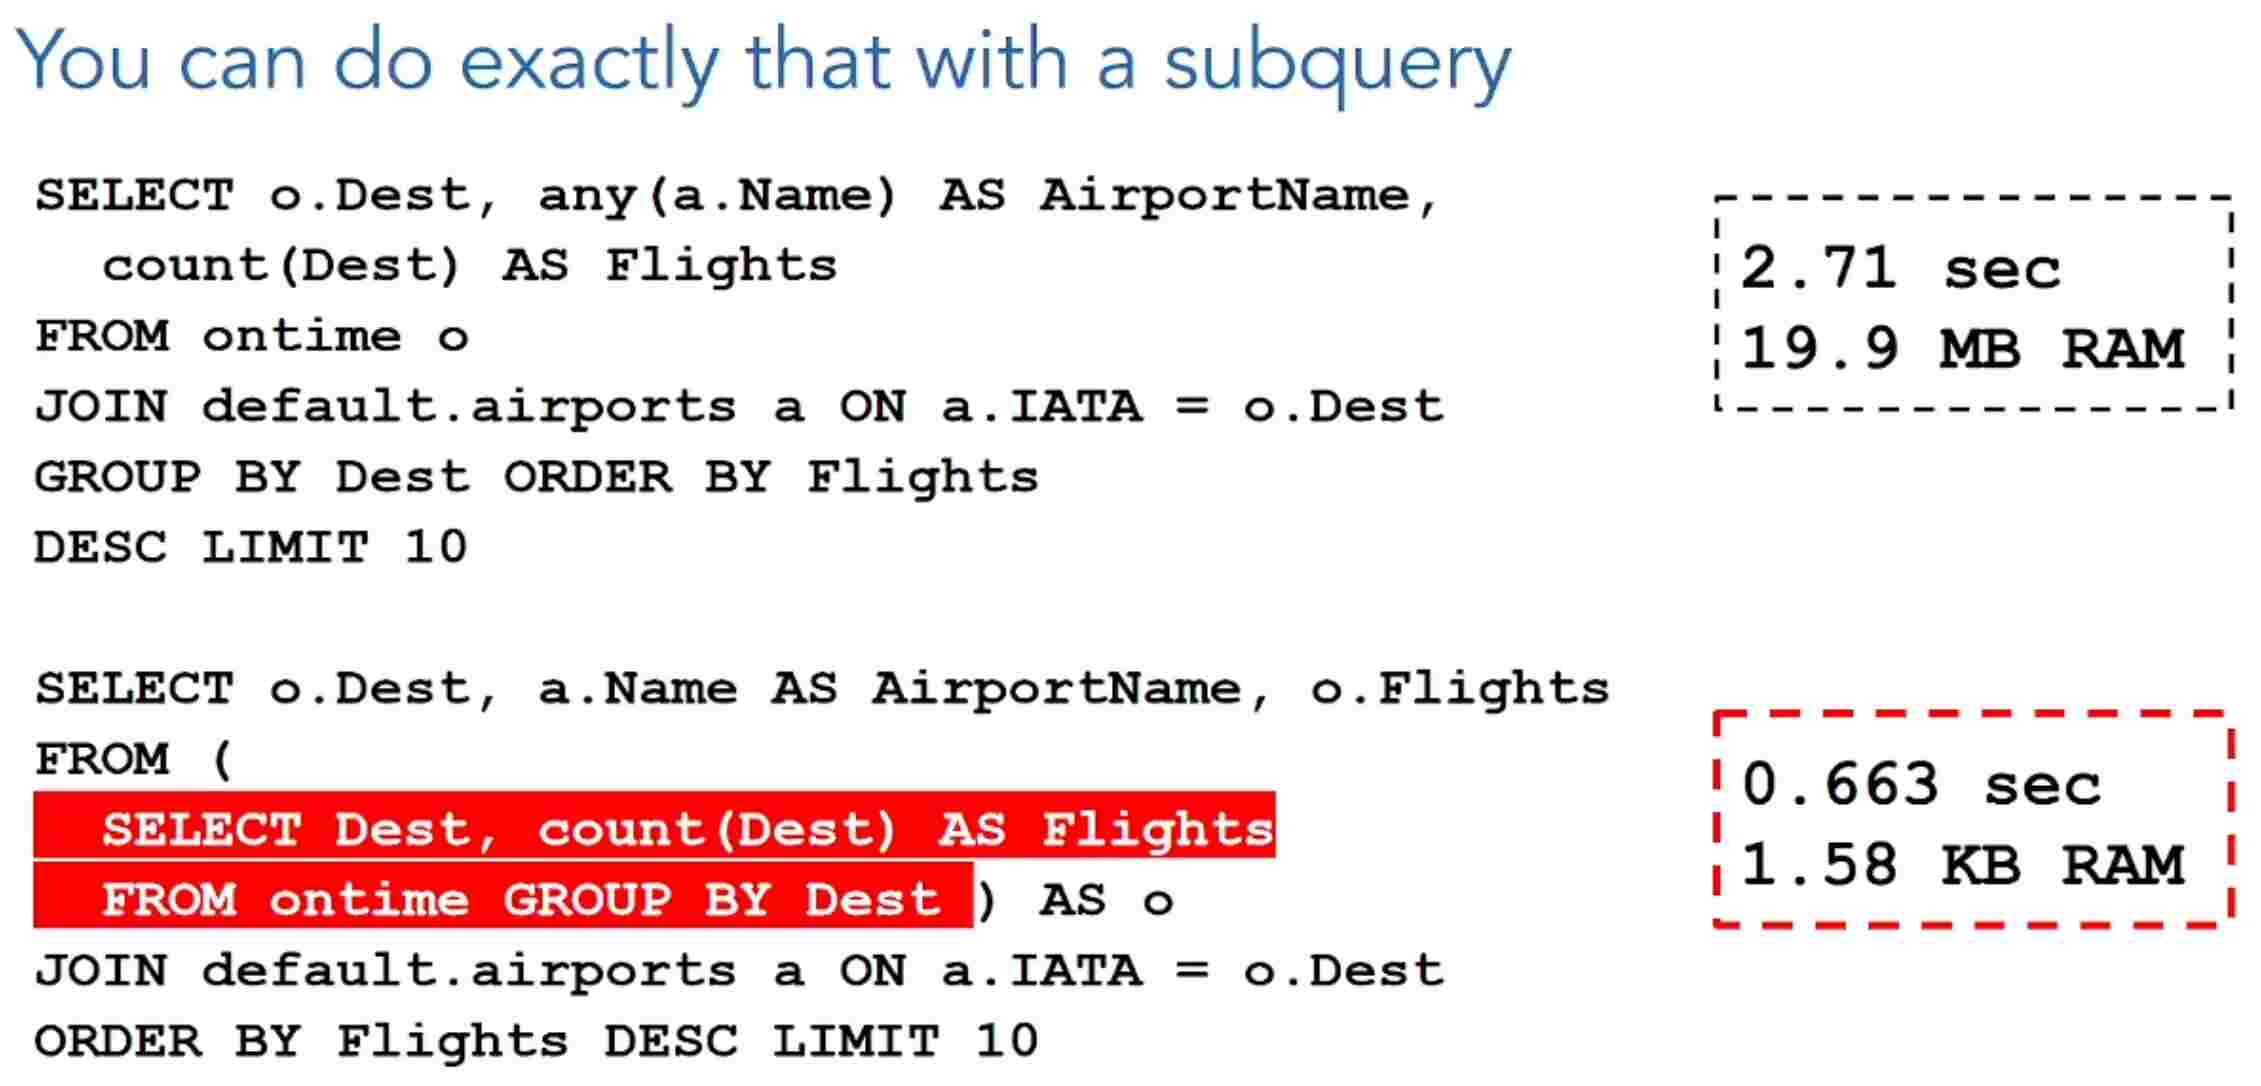 You can do exactly that with a subquery
SELECT o.Dest, any(a.Name) AS AirportName,
count(Dest) AS Flights
FROM ontime o
JOIN default.airports a ON a.IATA = o.Dest
GROUP BY Dest ORDER BY Flights
DESC LIMIT 10
2.71 sec
19.9 MB RAM
SELECT o.Dest, a.Name AS AirportName, o.Flights
FROM (
SELECT Dest, count(Dest) AS Flights
FROM ontime GROUP BY Dest ) AS o
JOIN default.airports a ON a.IATA = o.Dest
ORDER BY Flights DESC LIMIT 10
0.663 sec
1.58 KB RAM